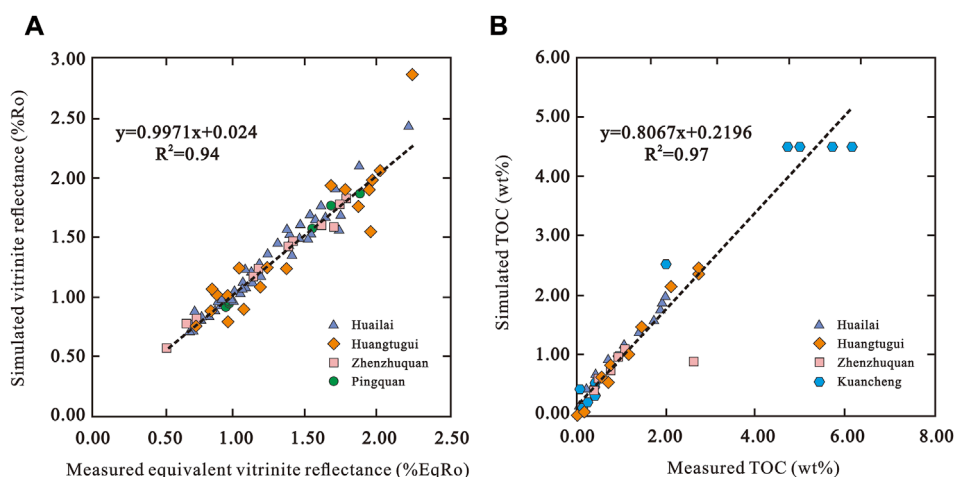 A
Simulated vitrinite reflectance (%Ro)
3.00
2.50
2.00
1.50
1.00
0.50
0.00
y=0.9971x+0.024
R²=0.94
Huailai
Huangtugui
Zhenzhuquan
Pingquan
0.00 0.50 1.00 1.50 2.00 2.50
Measured equivalent vitrinite reflectance (%EqRo)
B
Simulated TOC (wt%)
6.00
5.00
4.00
3.00
2.00
1.00
0.00
y=0.8067x+0.2196
R²=0.97
Huailai
Huangtugui
Zhenzhuquan
Kuancheng
0.00 2.00 4.00 6.00 8.00
Measured TOC (wt%)